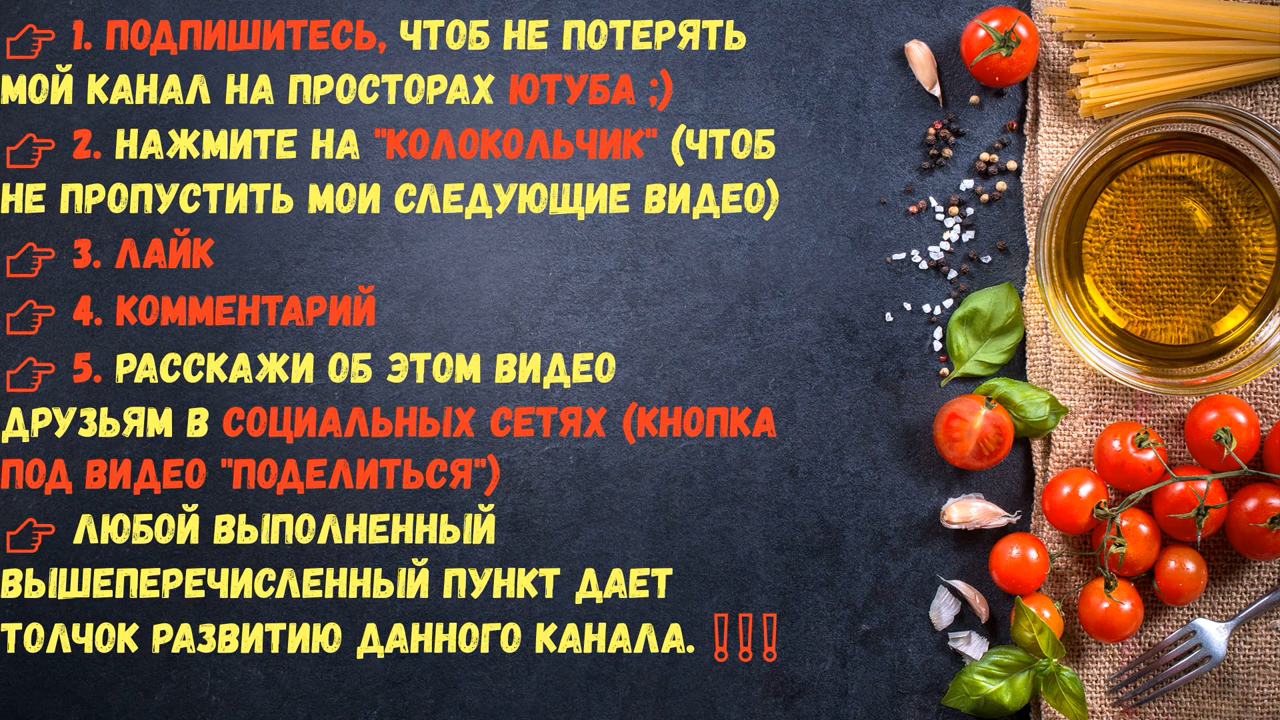 👉 1. ПОДПИШИТЕСЬ, ЧТОБ НЕ ПОТЕРЯТЬ
МОЙ КАНАЛ НА ПРОСТОРАХ ЮТУБА ;)
👉 2. НАЖМИТЕ НА "КОЛОКОЛЬЧИК" (ЧТОБ
НЕ ПРОПУСТИТЬ МОИ СЛЕДУЮЩИЕ ВИДЕО)
👉 3. ЛАЙК
👉 4. КОММЕНТАРИЙ
👉 5. РАССКАЖИ ОБ ЭТОМ ВИДЕО
ДРУЗЬЯМ В СОЦИАЛЬНЫХ СЕТЯХ (КНОПКА
ПОД ВИДЕО "ПОДЕЛИТЬСЯ")
👉 ЛЮБОЙ ВЫПОЛНЕННЫЙ
ВЫШЕПЕРЕЧИСЛЕННЫЙ ПУНКТ ДАЕТ
ТОЛЧОК РАЗВИТИЮ ДАННОГО КАНАЛА. ❗❗❗